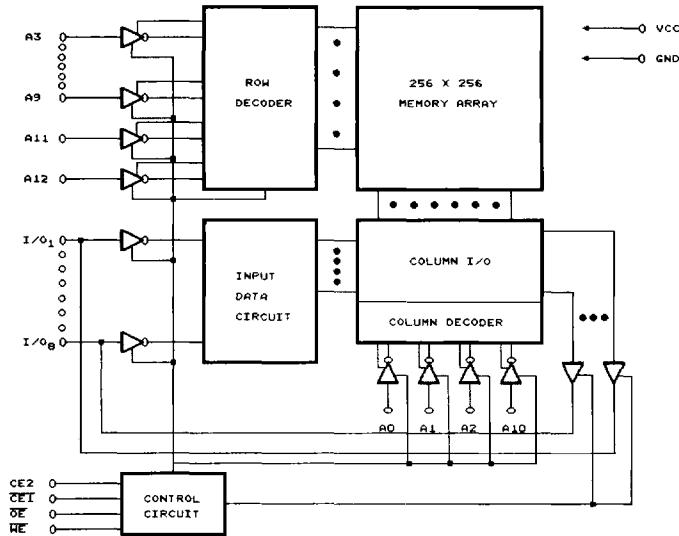 A3
A9
A11
A12
ROW
DECODER
256 X 256
MEMORY ARRAY
VCC
GND
I/O1
I/O8
INPUT
DATA
CIRCUIT
COLUMN I/O
COLUMN DECODER
A0
A1
A2
A10
CE2
CE1
OE
WE
CONTROL
CIRCUIT